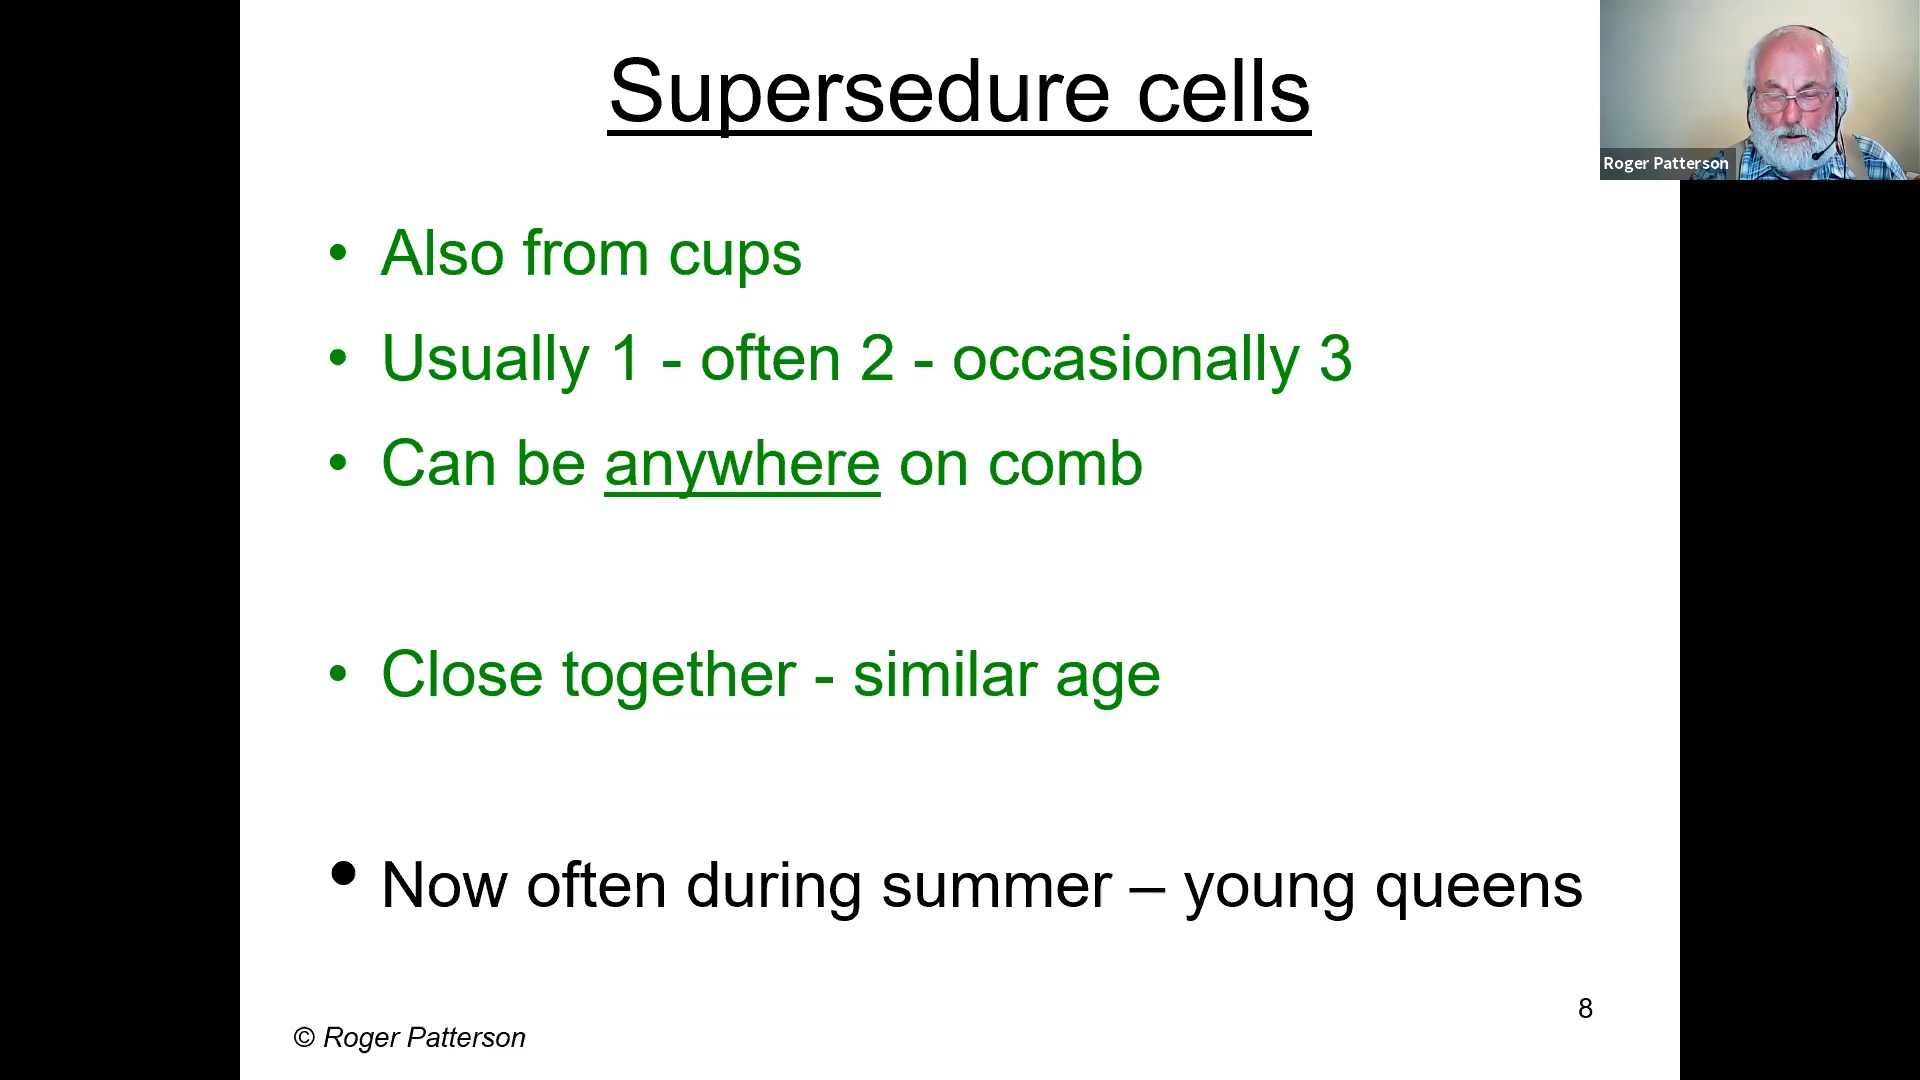 Supersedure cells
Roger Patterson
• Also from cups
• Usually 1 - often 2 - occasionally 3
• Can be anywhere on comb
• Close together - similar age
• Now often during summer – young queens
8
© Roger Patterson